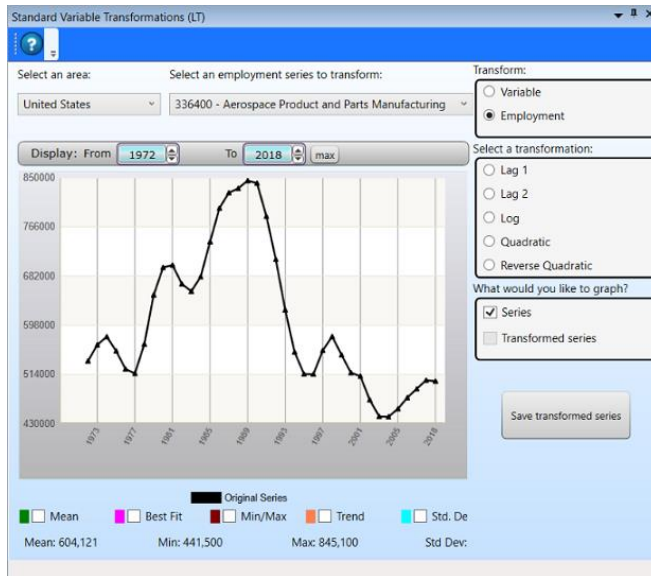 Standard Variable Transformations (LT)
Select an area:
Select an employment series to transform:
United States
336400 - Aerospace Product and Parts Manufacturing
Transform:
Variable
Employment
Display: From 1972 To 2018 max
Select a transformation:
Lag 1
Lag 2
Log
Quadratic
Reverse Quadratic
What would you like to graph?
Series
Transformed series
Save transformed series
850000
766000
682000
598000
514000
430000
1973 1977 1981 1985 1989 1993 1997 2001 2005 2018
Original Series
Mean Best Fit Min/Max Trend Std. De
Mean: 604,121 Min: 441,500 Max: 845,100 Std Dev: